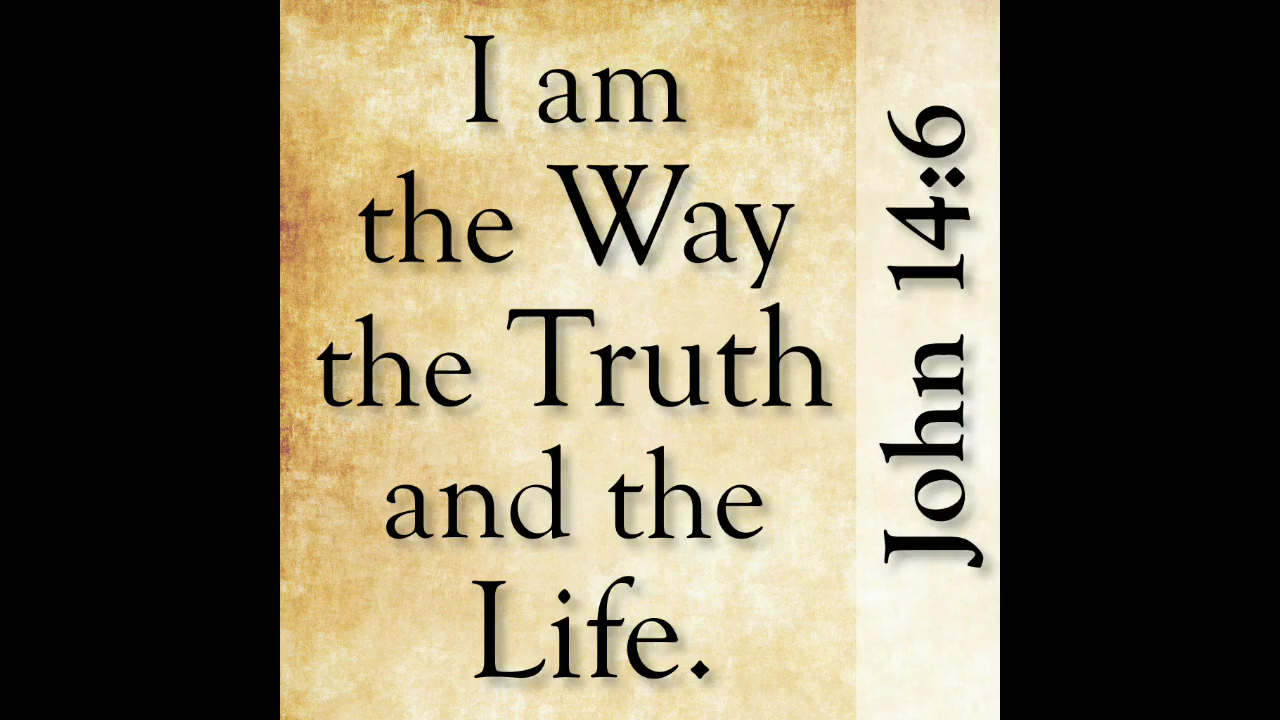 I am
the Way
the Truth
and the
Life.
John 14:6